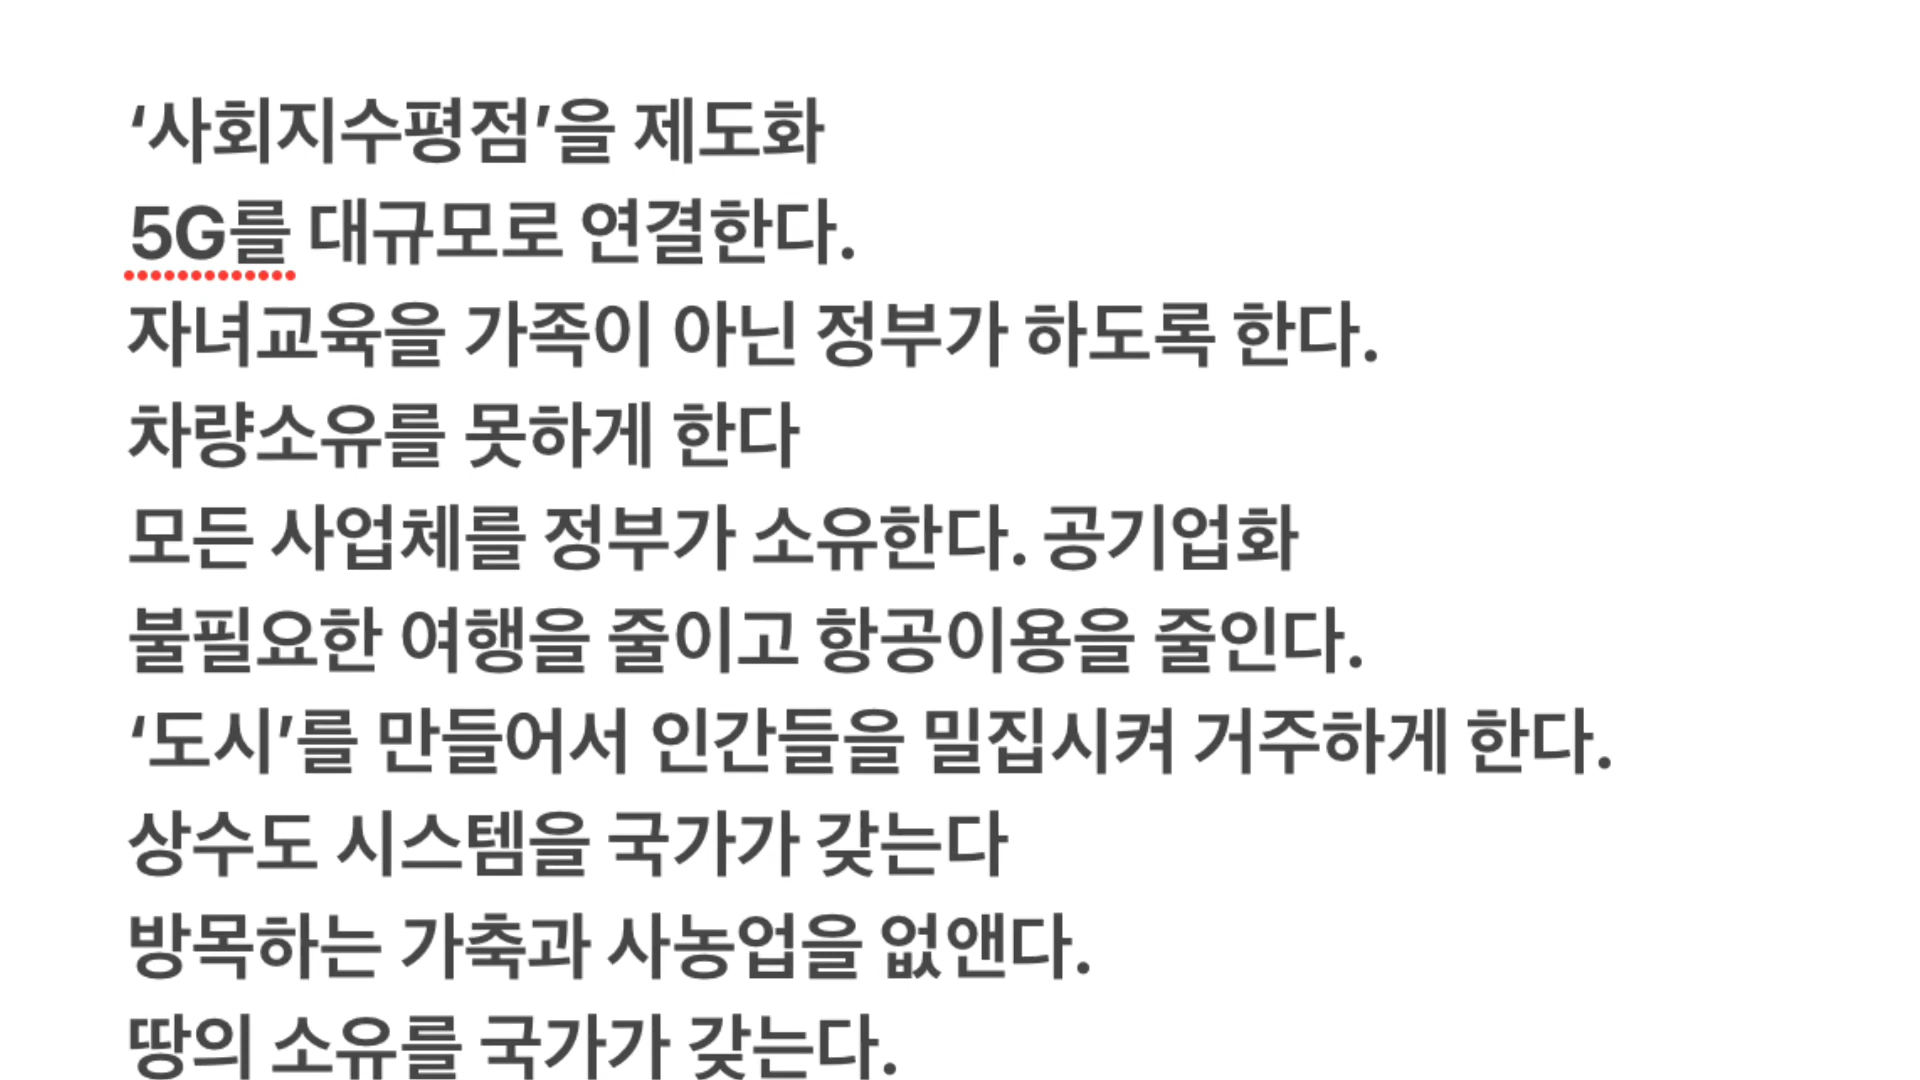 ‘사회지수평점’을 제도화
5G를 대규모로 연결한다.
자녀교육을 가족이 아닌 정부가 하도록 한다.
차량소유를 못하게 한다
모든 사업체를 정부가 소유한다. 공기업화
불필요한 여행을 줄이고 항공이용을 줄인다.
‘도시’를 만들어서 인간들을 밀집시켜 거주하게 한다.
상수도 시스템을 국가가 갖는다
방목하는 가축과 사농업을 없앤다.
땅의 소유를 국가가 갖는다.